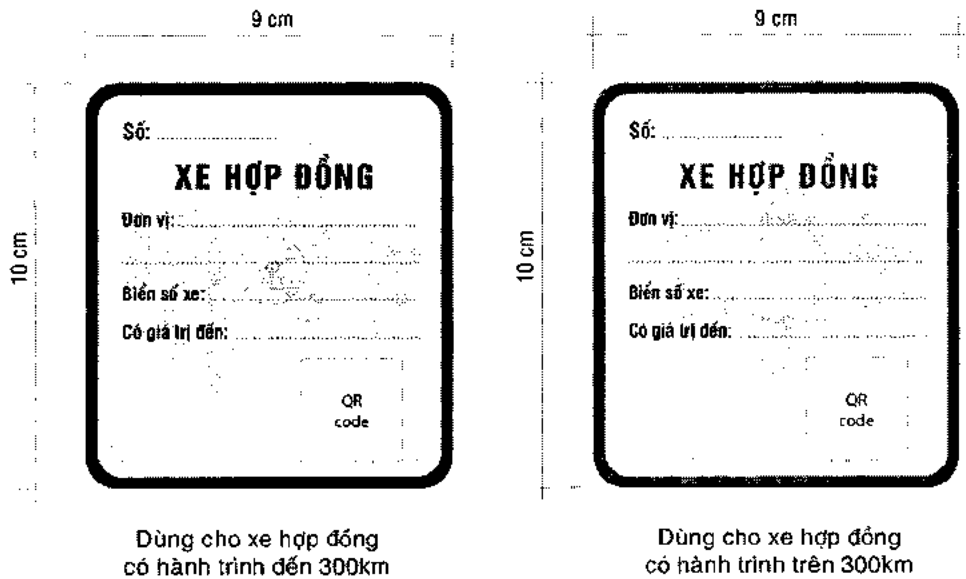 9 cm
10 cm
Số:
XE HỢP ĐỒNG
Đơn vị:
Biển số xe:
Có giá trị đến:
QR
code
Dùng cho xe hợp đồng
có hành trình đến 300km
9 cm
10 cm
Số:
XE HỢP ĐỒNG
Đơn vị:
Biển số xe:
Có giá trị đến:
QR
code
Dùng cho xe hợp đồng
có hành trình trên 300km